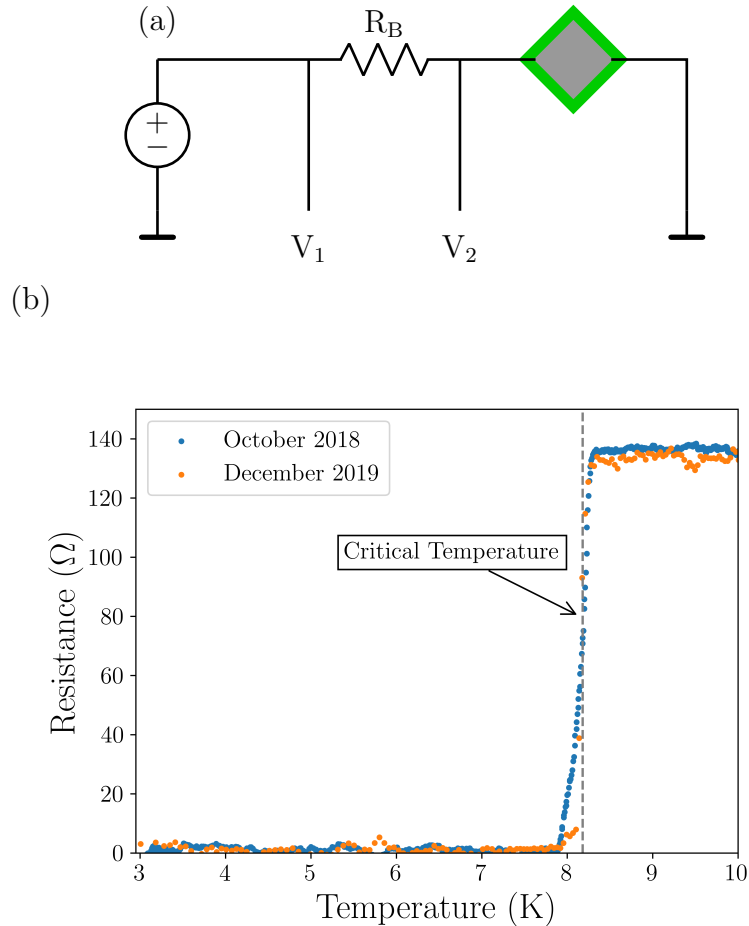 (a)
R_B
+
−
V_1
V_2
(b)
October 2018
December 2019
Critical Temperature
Resistance (Ω)
140
120
100
80
60
40
20
0
3 4 5 6 7 8 9 10
Temperature (K)